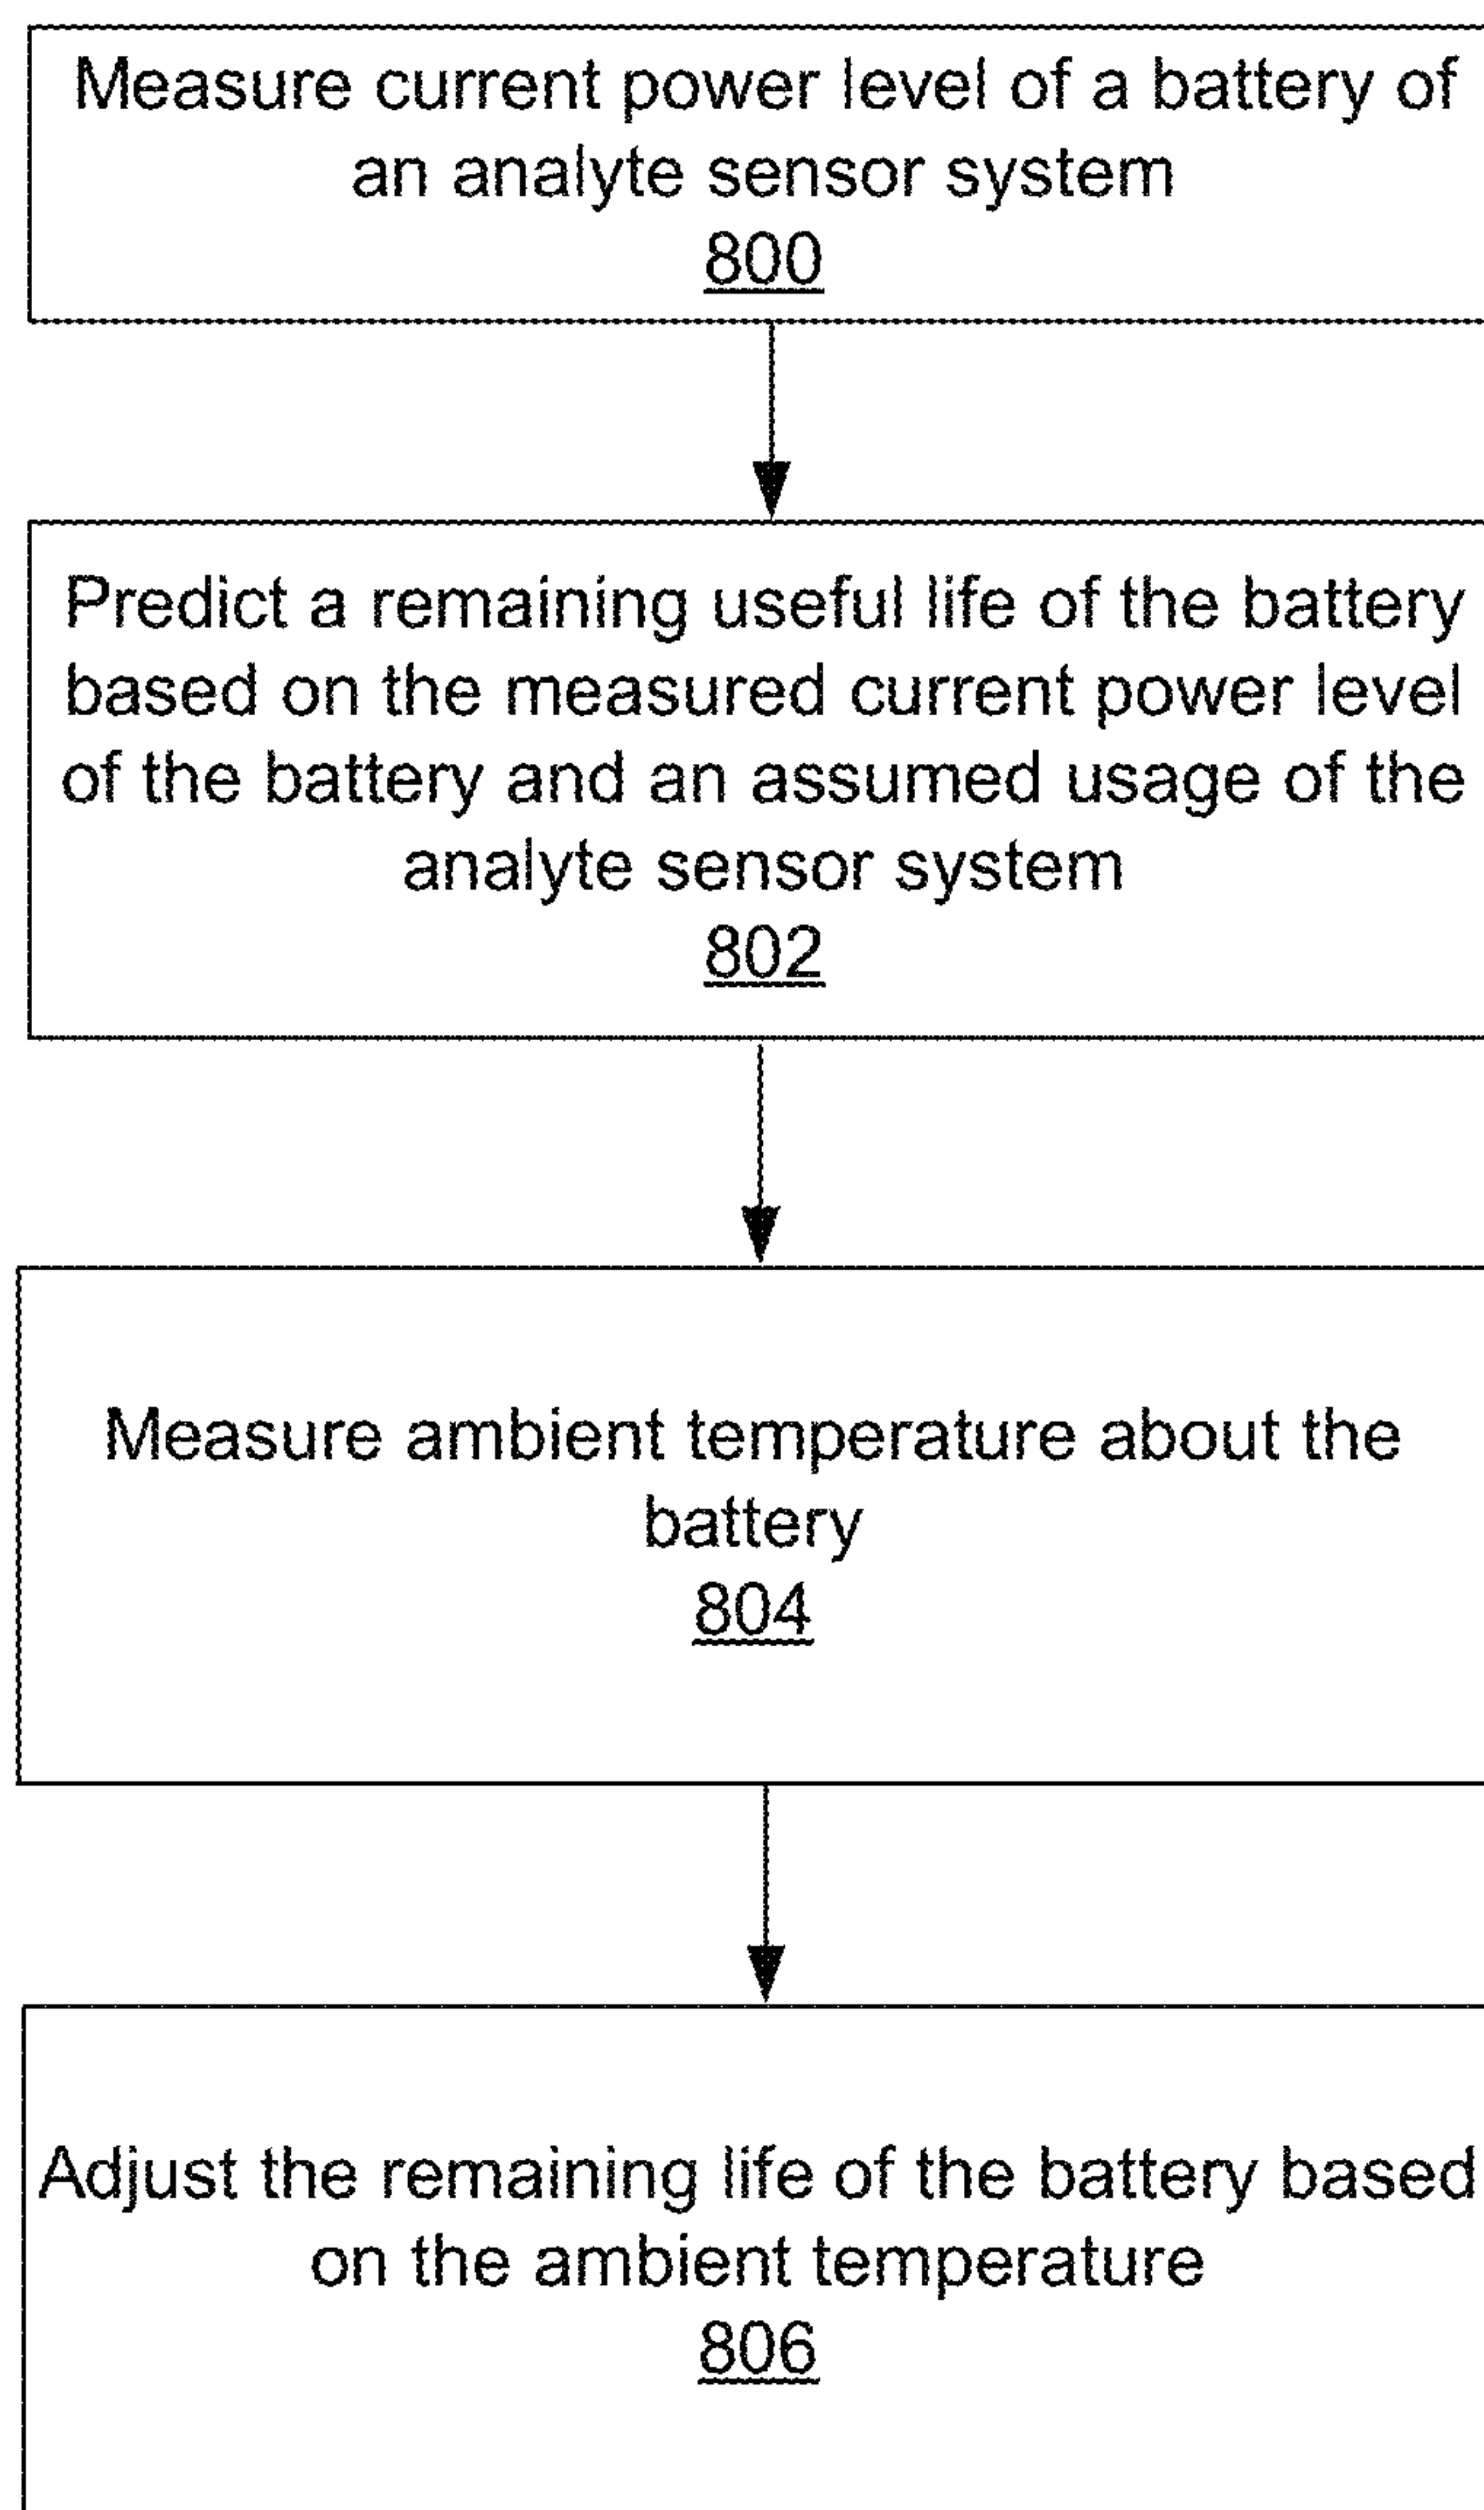 Measure current power level of a battery of
an analyte sensor system
800
Predict a remaining useful life of the battery
based on the measured current power level
of the battery and an assumed usage of the
analyte sensor system
802
Measure ambient temperature about the
battery
804
Adjust the remaining life of the battery based
on the ambient temperature
806